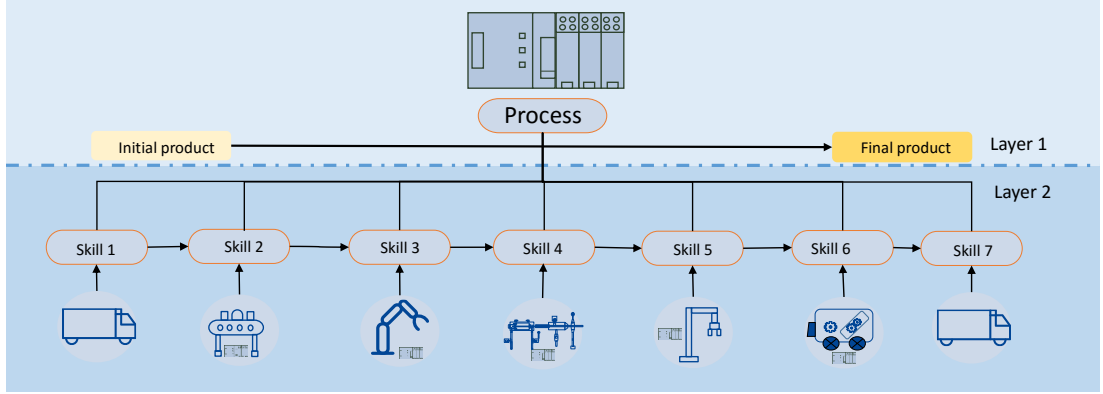 Process
Initial product
Final product
Layer 1
Layer 2
Skill 1
Skill 2
Skill 3
Skill 4
Skill 5
Skill 6
Skill 7